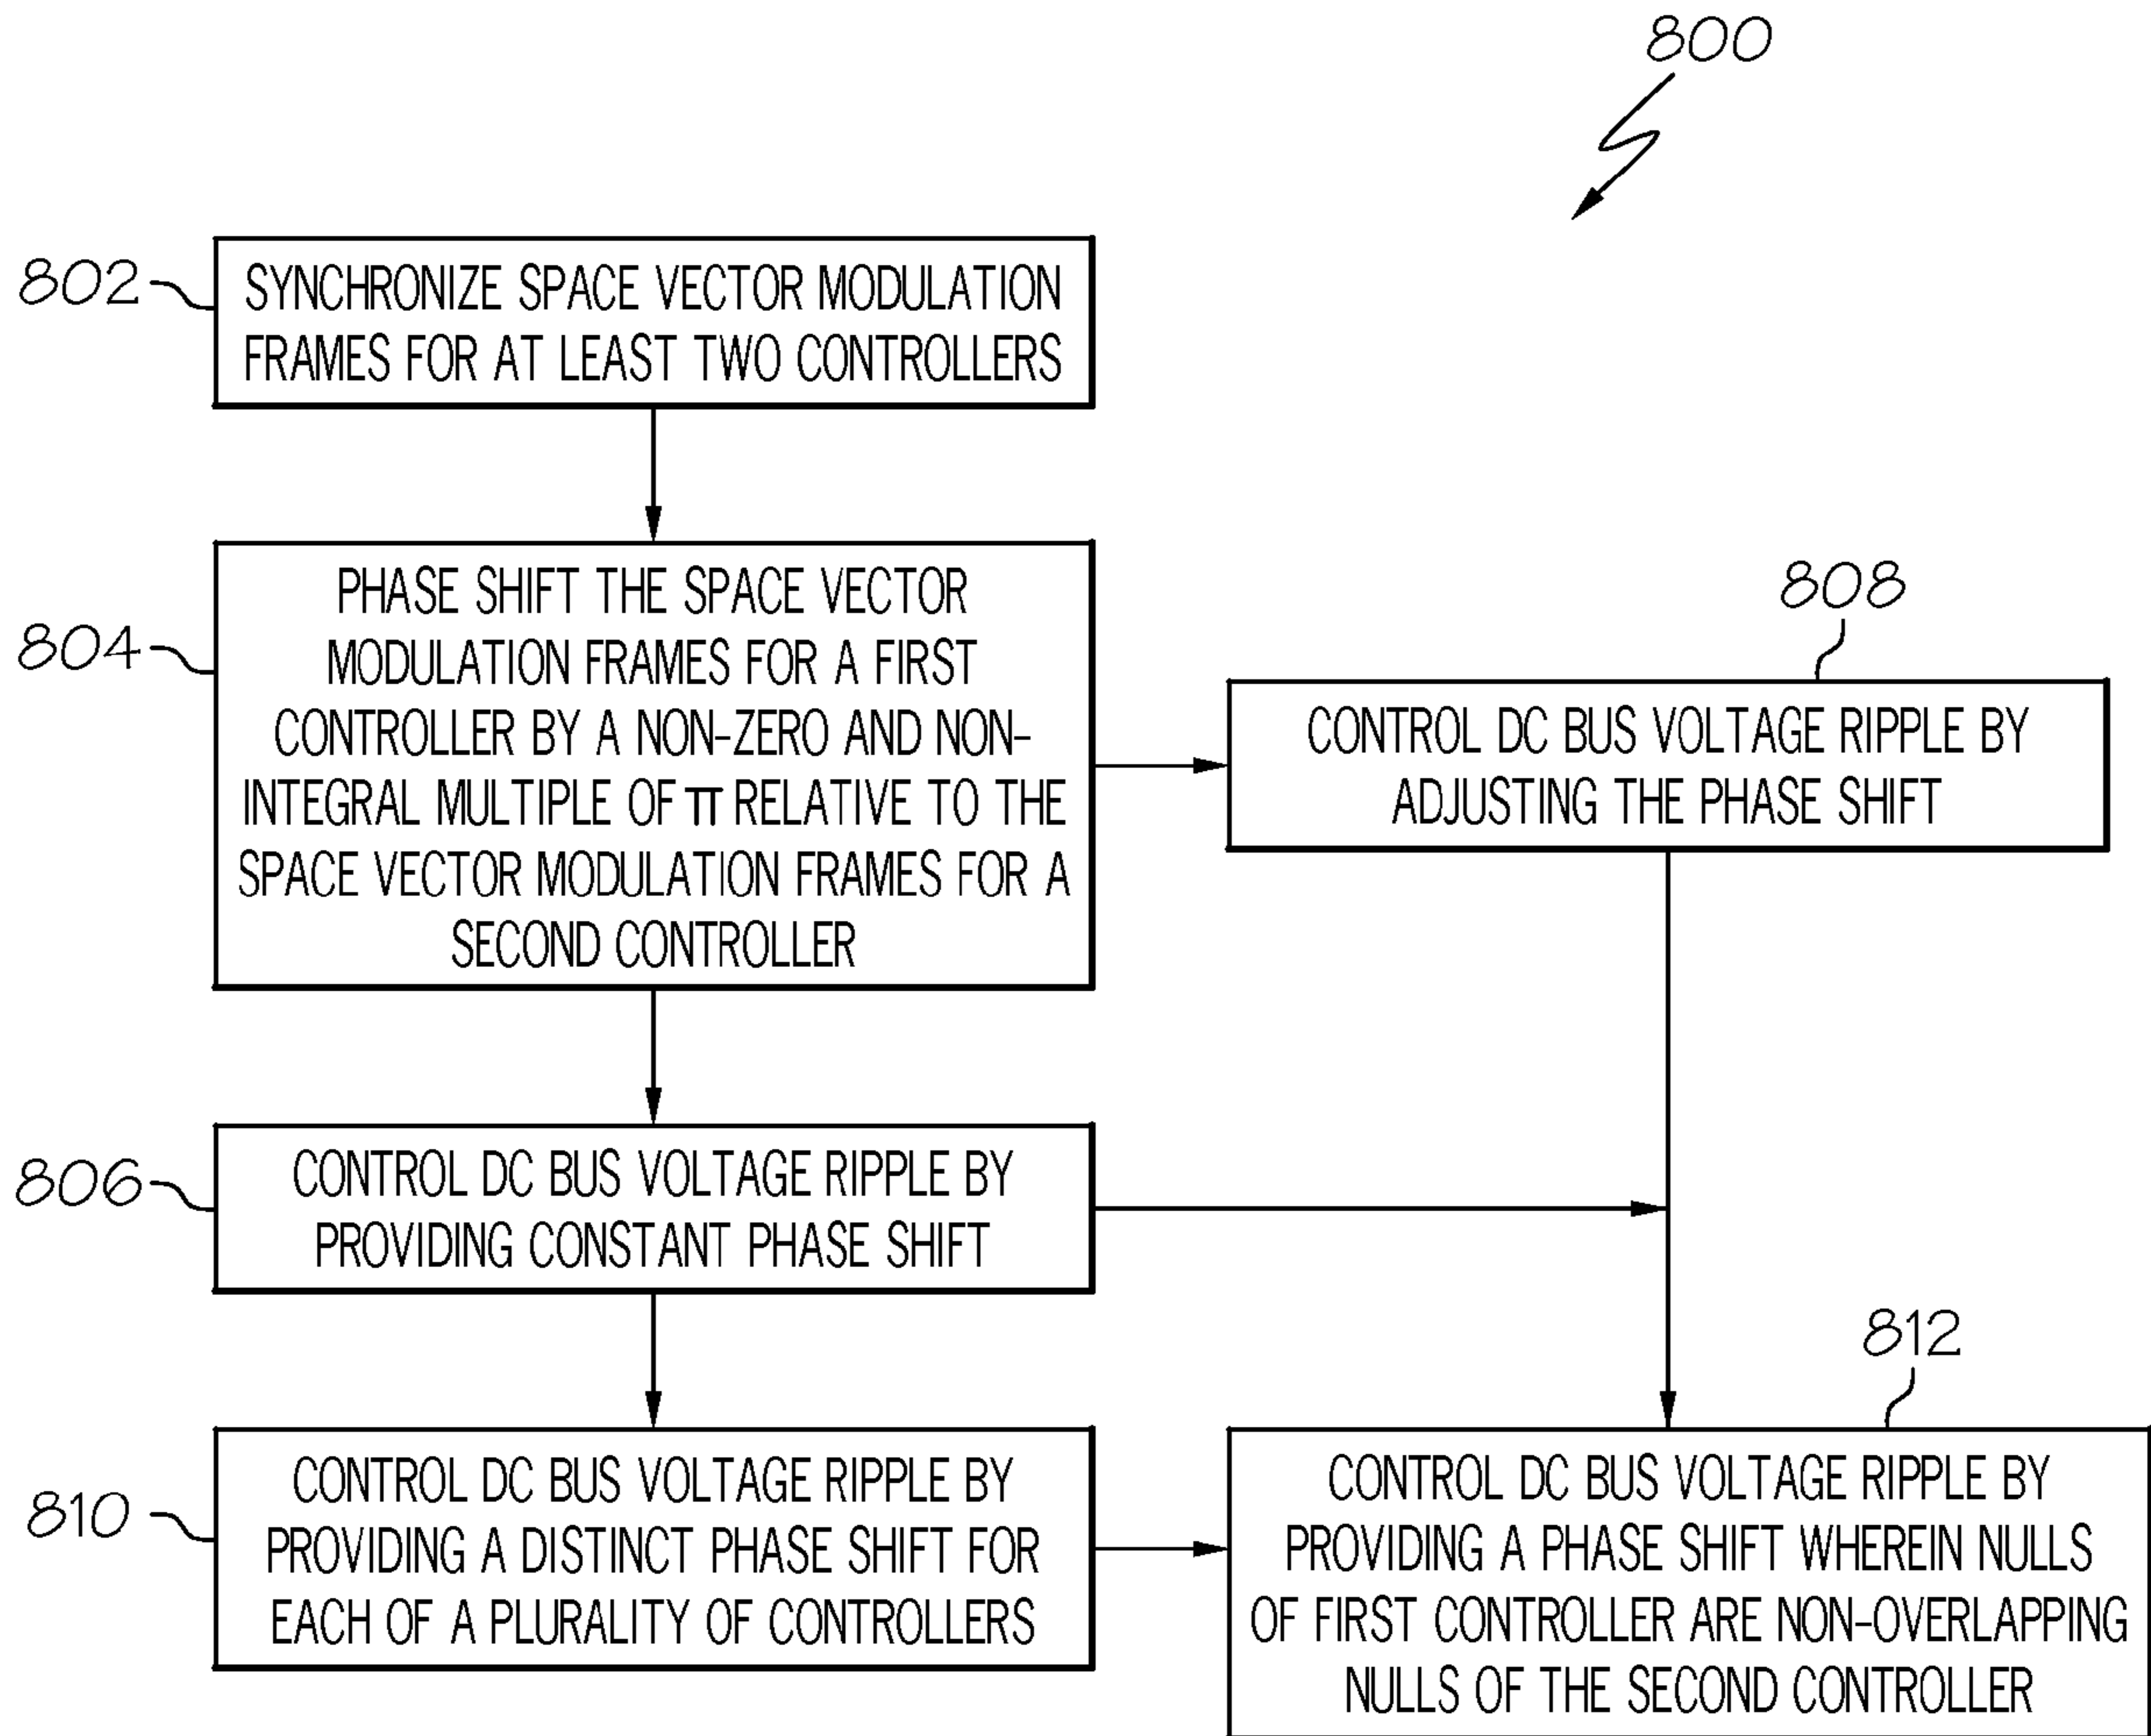 800
802
SYNCHRONIZE SPACE VECTOR MODULATION
FRAMES FOR AT LEAST TWO CONTROLLERS
804
PHASE SHIFT THE SPACE VECTOR
MODULATION FRAMES FOR A FIRST
CONTROLLER BY A NON-ZERO AND NON-
INTEGRAL MULTIPLE OF π RELATIVE TO THE
SPACE VECTOR MODULATION FRAMES FOR A
SECOND CONTROLLER
808
CONTROL DC BUS VOLTAGE RIPPLE BY
ADJUSTING THE PHASE SHIFT
806
CONTROL DC BUS VOLTAGE RIPPLE BY
PROVIDING CONSTANT PHASE SHIFT
810
CONTROL DC BUS VOLTAGE RIPPLE BY
PROVIDING A DISTINCT PHASE SHIFT FOR
EACH OF A PLURALITY OF CONTROLLERS
812
CONTROL DC BUS VOLTAGE RIPPLE BY
PROVIDING A PHASE SHIFT WHEREIN NULLS
OF FIRST CONTROLLER ARE NON-OVERLAPPING
NULLS OF THE SECOND CONTROLLER